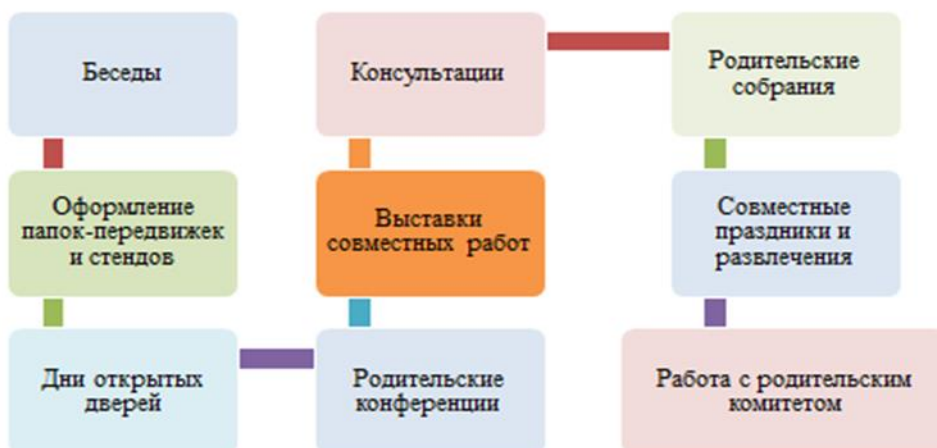 Беседы
Консультации
Родительские
собрания
Оформление
папок-передвижек
и стендов
Выставки
совместных работ
Совместные
праздники и
развлечения
Дни открытых
дверей
Родительские
конференции
Работа с родительским
комитетом